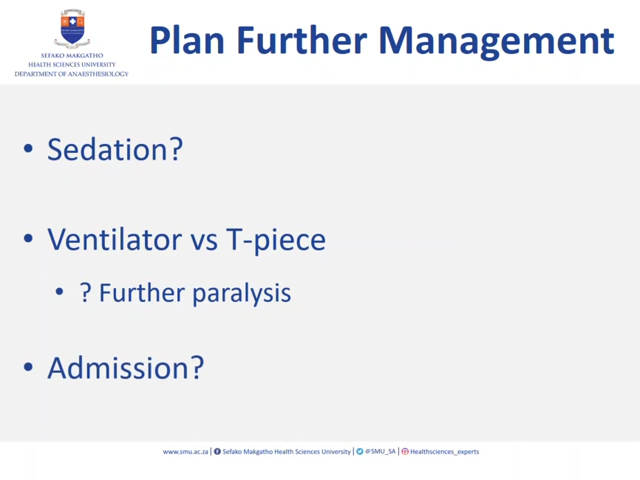 SEFAKO MAKGATHO
HEALTH SCIENCES UNIVERSITY
DEPARTMENT OF ANAESTHESIOLOGY
Plan Further Management
• Sedation?
• Ventilator vs T-piece
• ? Further paralysis
• Admission?
www.smu.ac.za | Sefako Makgatho Health Sciences University | @SMU_SA | Healthsciences_experts